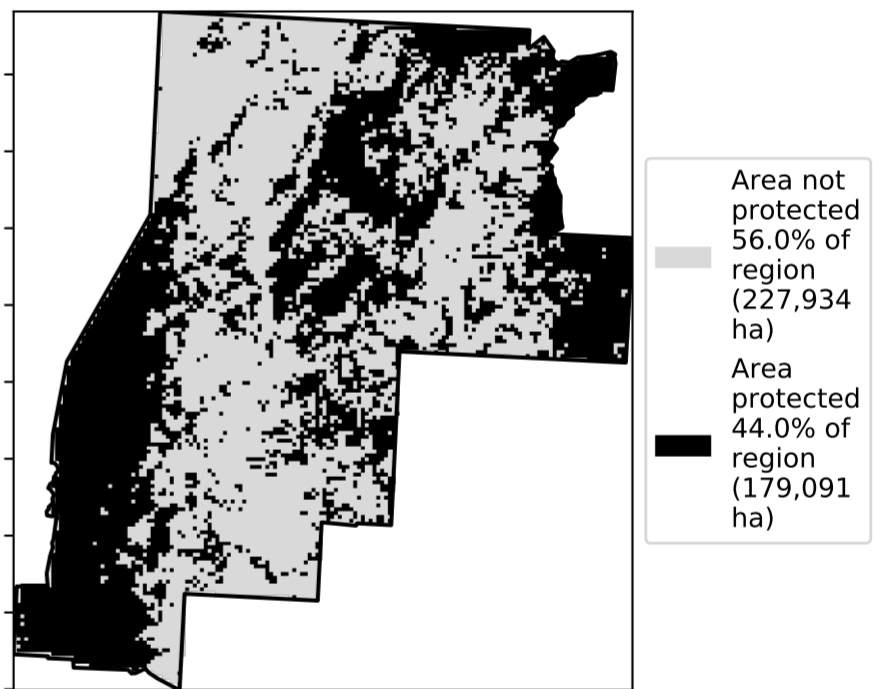 Area not
protected
56.0% of
region
(227,934
ha)
Area
protected
44.0% of
region
(179,091
ha)